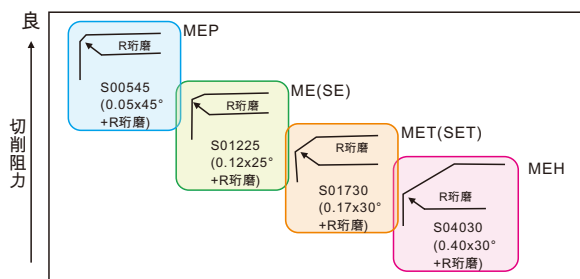 良
切削阻力
MEP
R珩磨
S00545
(0.05x45°
+R珩磨)
ME(SE)
R珩磨
S01225
(0.12x25°
+R珩磨)
MET(SET)
R珩磨
S01730
(0.17x30°
+R珩磨)
MEH
R珩磨
S04030
(0.40x30°
+R珩磨)